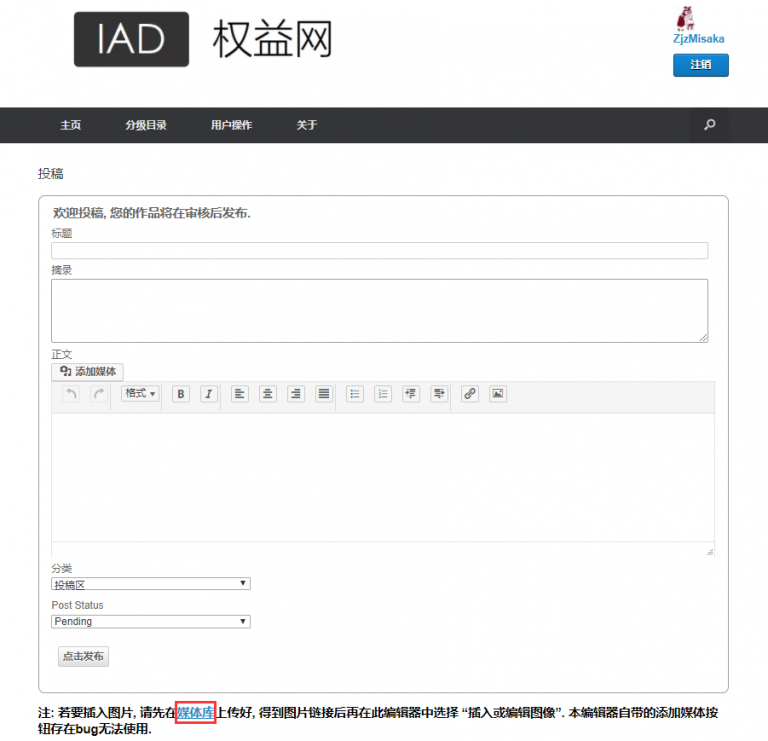 IAD 权益网
ZjzMisaka
注销
主页 分级目录 用户操作 关于
投稿
欢迎投稿, 您的作品将在审核后发布.
标题
摘录
正文
添加媒体
格式 B I
分类
投稿区
Post Status
Pending
点击发布
注: 若要插入图片, 请先在媒体库上传好, 得到图片链接后再在此编辑器中选择 “插入或编辑图像”. 本编辑器自带的添加媒体按
钮存在bug无法使用.